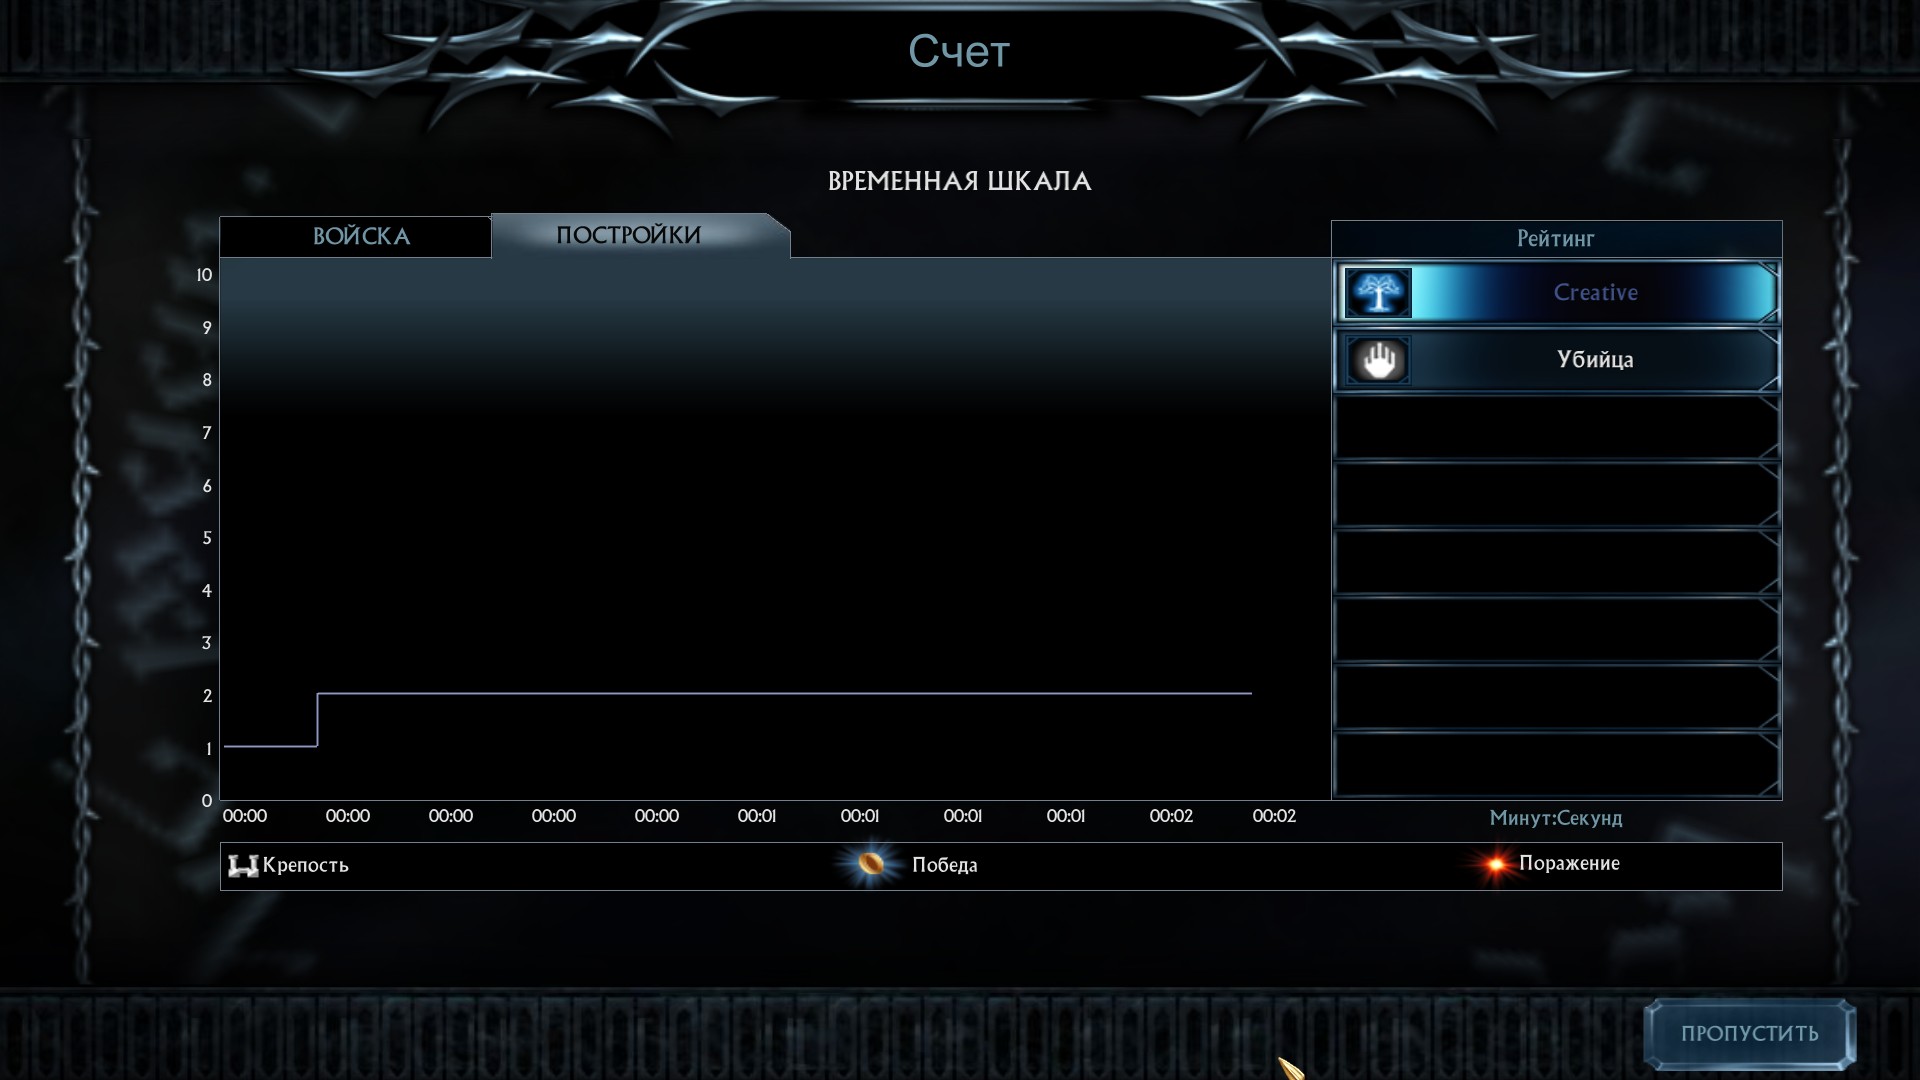 Счет
ВРЕМЕННАЯ ШКАЛА
ВОЙСКА
ПОСТРОЙКИ
Рейтинг
Creative
Убийца
10
9
8
7
6
5
4
3
2
1
0
00:00 00:00 00:00 00:00 00:00 00:01 00:01 00:01 00:01 00:02 00:02
Минут:Секунд
Крепость
Победа
Поражение
ПРОПУСТИТЬ